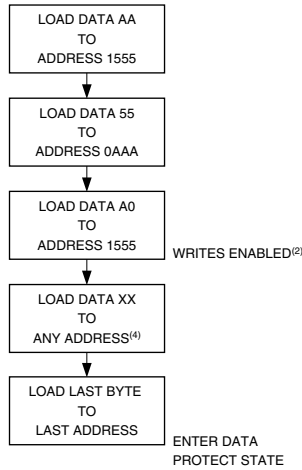 LOAD DATA AA
TO
ADDRESS 1555
LOAD DATA 55
TO
ADDRESS 0AAA
LOAD DATA A0
TO
ADDRESS 1555
WRITES ENABLED(2)
LOAD DATA XX
TO
ANY ADDRESS(4)
LOAD LAST BYTE
TO
LAST ADDRESS
ENTER DATA
PROTECT STATE